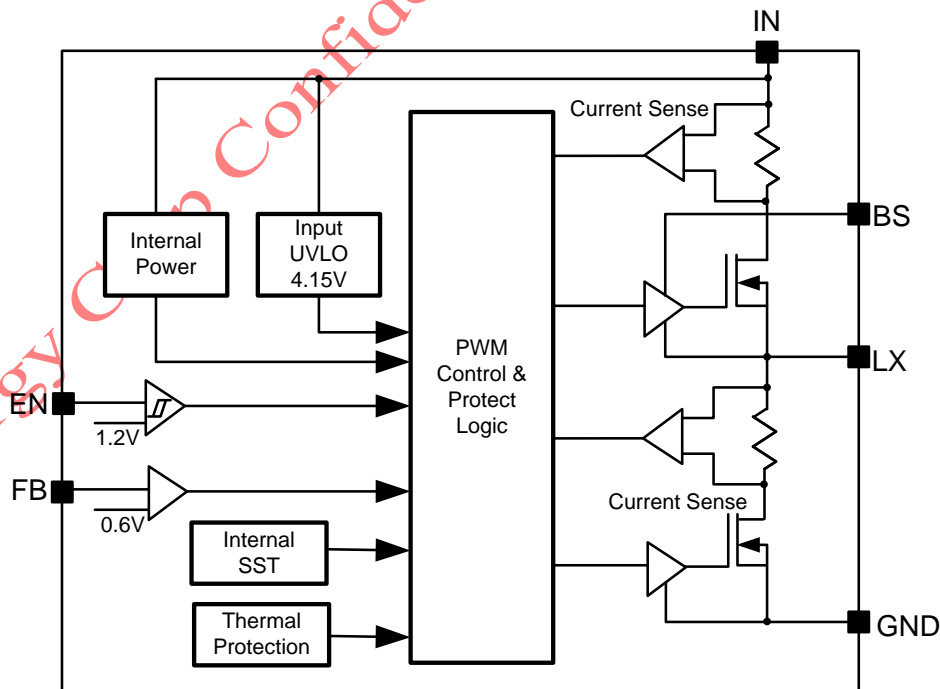 IN
Current Sense
BS
Internal
Power
Input
UVLO
4.15V
PWM
Control &
Protect
Logic
LX
EN
1.2V
FB
0.6V
Current Sense
Internal
SST
Thermal
Protection
GND